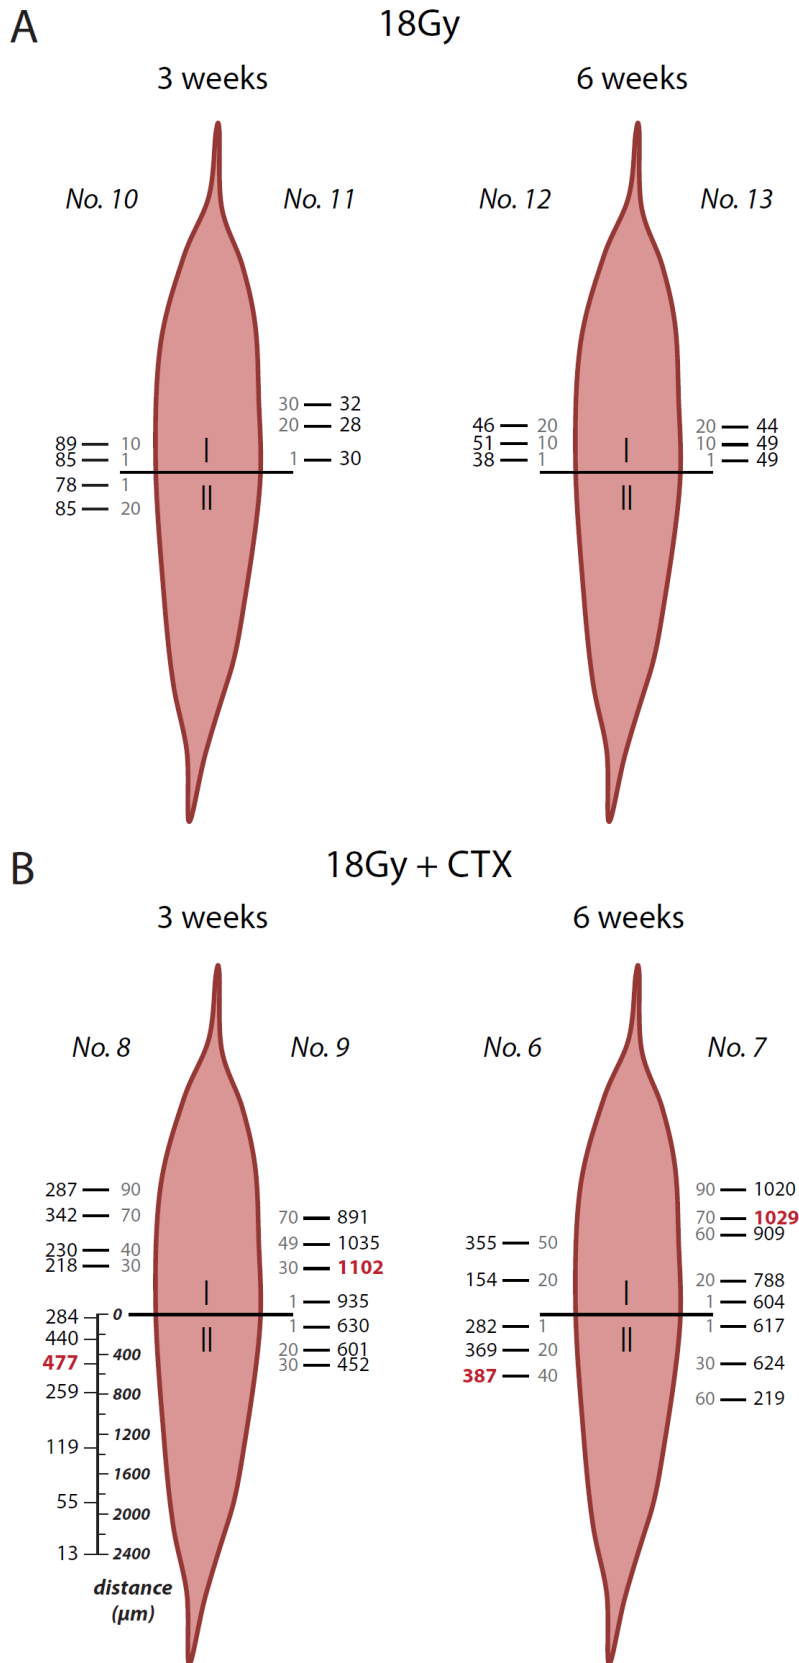 A
18Gy
3 weeks
6 weeks
No. 10
No. 11
No. 12
No. 13
30 32
20 28
1 30
89 10
85 1
78 1
85 20
I
II
46 20
51 10
38 1
20 44
10 49
1 49
I
II
B
18Gy + CTX
3 weeks
6 weeks
No. 8
No. 9
No. 6
No. 7
287 90
342 70
230 40
218 30
284
440
477
259
119
55
13
0
400
800
1200
1600
2000
2400
distance
(µm)
I
II
70 891
49 1035
30 1102
1 935
1 630
20 601
30 452
355 50
154 20
282 1
369 20
387 40
I
II
90 1020
70 1029
60 909
20 788
1 604
1 617
30 624
60 219